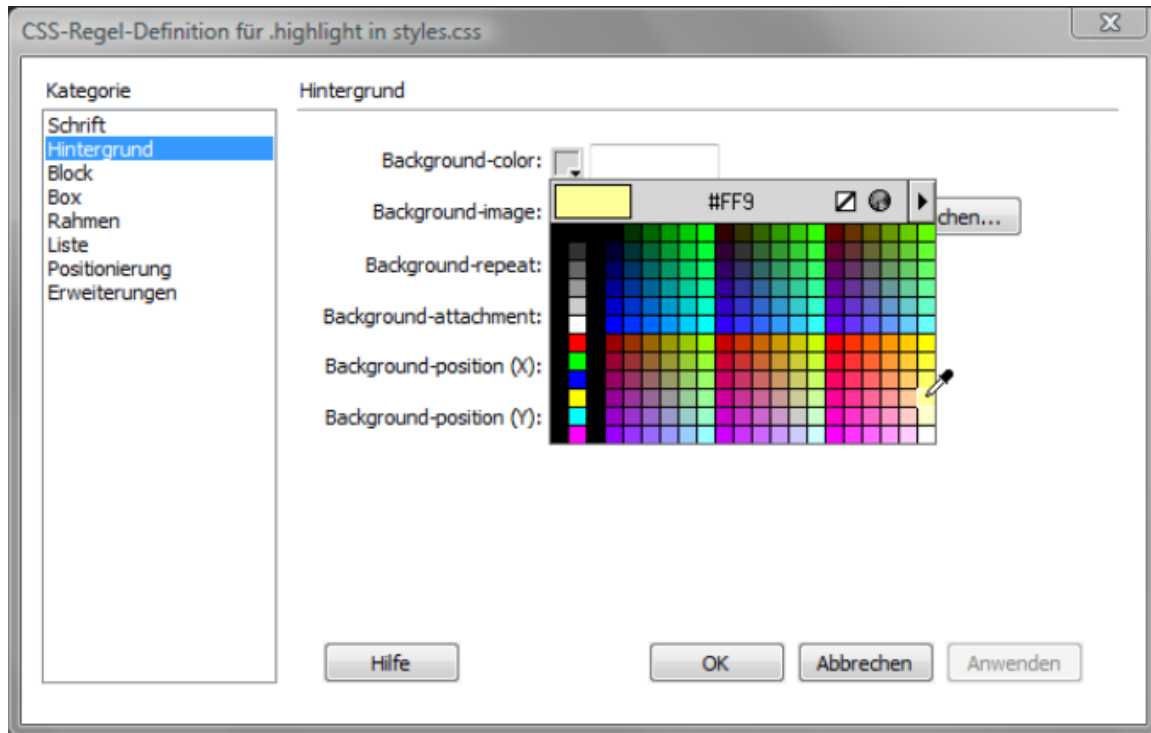 CSS-Regel-Definition für .highlight in styles.css
Kategorie
Schrift
Hintergrund
Block
Box
Rahmen
Liste
Positionierung
Erweiterungen
Hintergrund
Background-color:
#FF9
Background-image:
chen...
Background-repeat:
Background-attachment:
Background-position (X):
Background-position (Y):
Hilfe
OK
Abbrechen
Anwenden